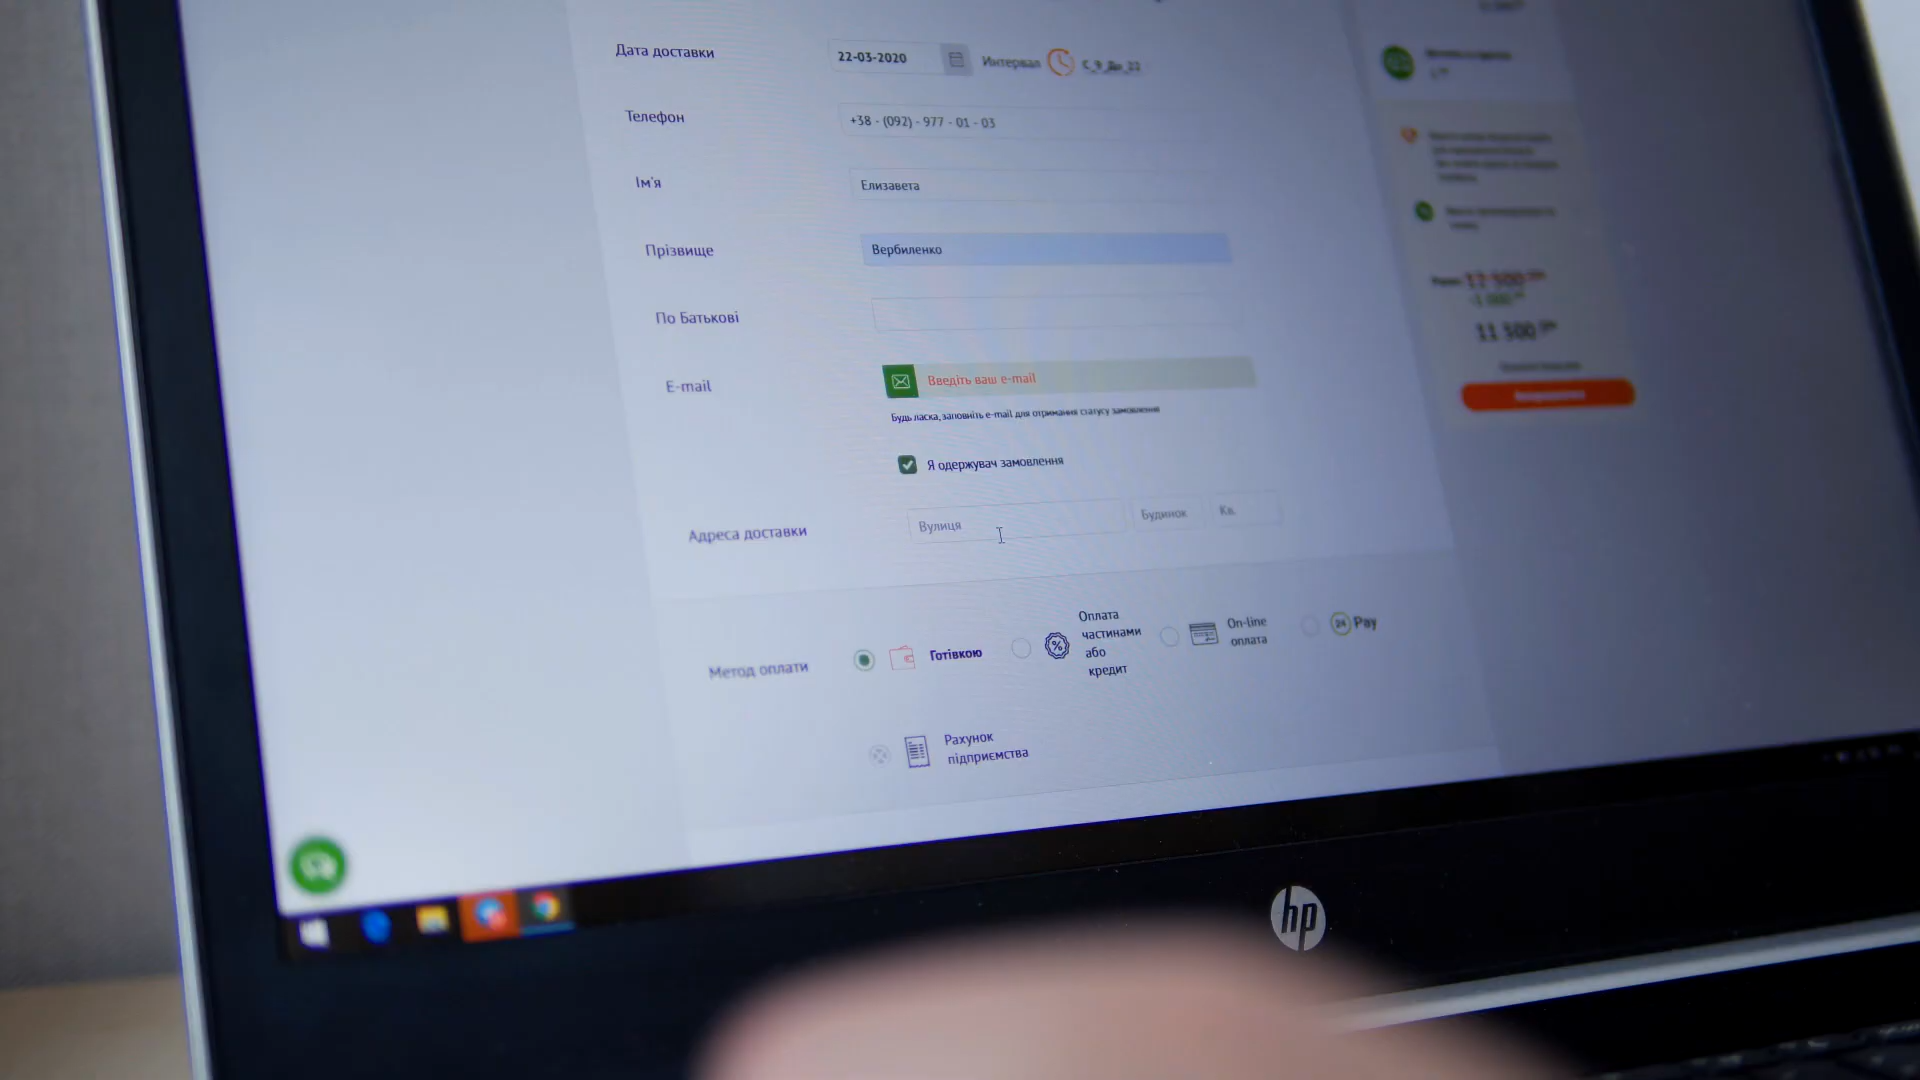 Дата доставки
22-03-2020
Интервал
С_9_До_22
Телефон
+38 - (092) - 977 - 01 - 03
Ім'я
Елизавета
Прізвище
Вербиленко
По Батькові
E-mail
Введіть ваш e-mail
Будь ласка, заповніть e-mail для отримання статусу замовлення
Я одержувач замовлення
Адреса доставки
Вулиця
Будинок
Кв.
Метод оплати
Готівкою
Оплата
частинами
або
кредит
On-line
оплата
24 Pay
Рахунок
підприємства
11 500
hp